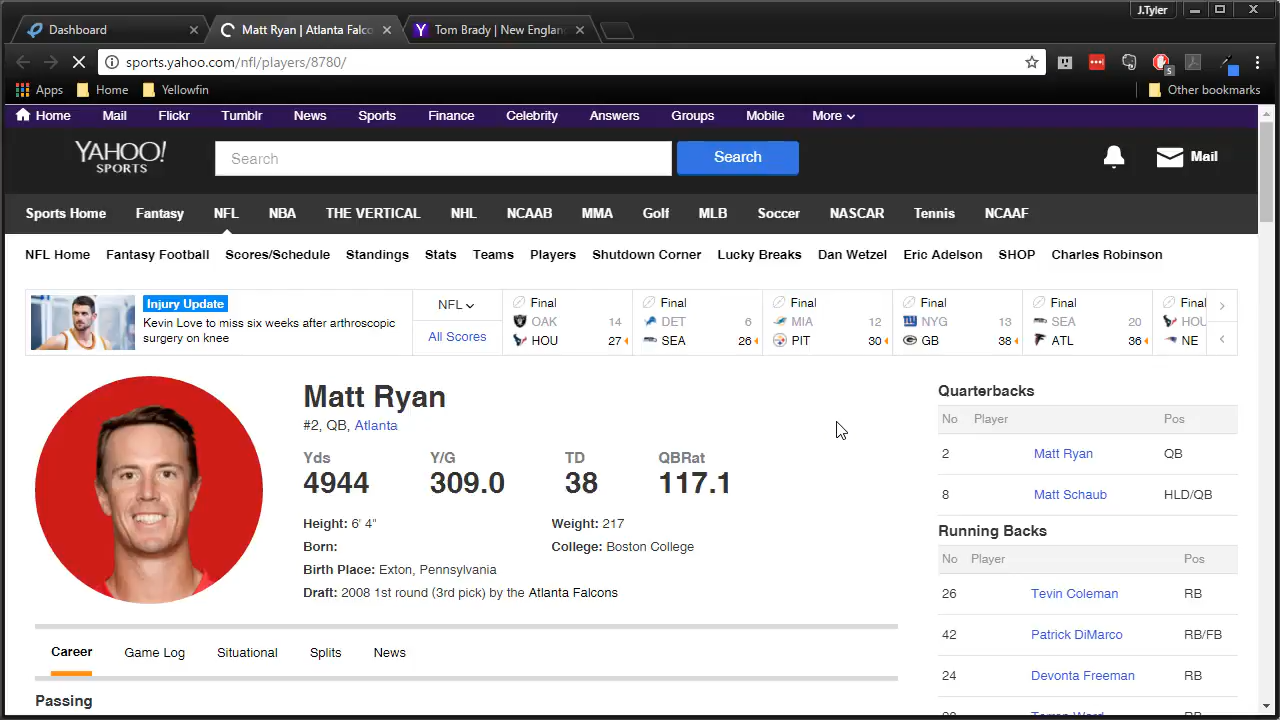 J.Tyler
Dashboard
Matt Ryan | Atlanta Falco
Tom Brady | New Englan
sports.yahoo.com/nfl/players/8780/
5
Apps
Home
Yellowfin
Other bookmarks
Home Mail Flickr Tumblr News Sports Finance Celebrity Answers Groups Mobile More
YAHOO!
SPORTS
Search
Search
Mail
Sports Home Fantasy NFL NBA THE VERTICAL NHL NCAAB MMA Golf MLB Soccer NASCAR Tennis NCAAF
NFL Home Fantasy Football Scores/Schedule Standings Stats Teams Players Shutdown Corner Lucky Breaks Dan Wetzel Eric Adelson SHOP Charles Robinson
Injury Update
Kevin Love to miss six weeks after arthroscopic
surgery on knee
NFL
All Scores
Final
OAK 14
HOU 27
Final
DET 6
SEA 26
Final
MIA 12
PIT 30
Final
NYG 13
GB 38
Final
SEA 20
ATL 36
Final
HOU
NE
Matt Ryan
#2, QB, Atlanta
Yds Y/G TD QBRat
4944 309.0 38 117.1
Height: 6' 4" Weight: 217
Born: College: Boston College
Birth Place: Exton, Pennsylvania
Draft: 2008 1st round (3rd pick) by the Atlanta Falcons
Career Game Log Situational Splits News
Passing
Quarterbacks
No Player Pos
2 Matt Ryan QB
8 Matt Schaub HLD/QB
Running Backs
No Player Pos
26 Tevin Coleman RB
42 Patrick DiMarco RB/FB
24 Devonta Freeman RB